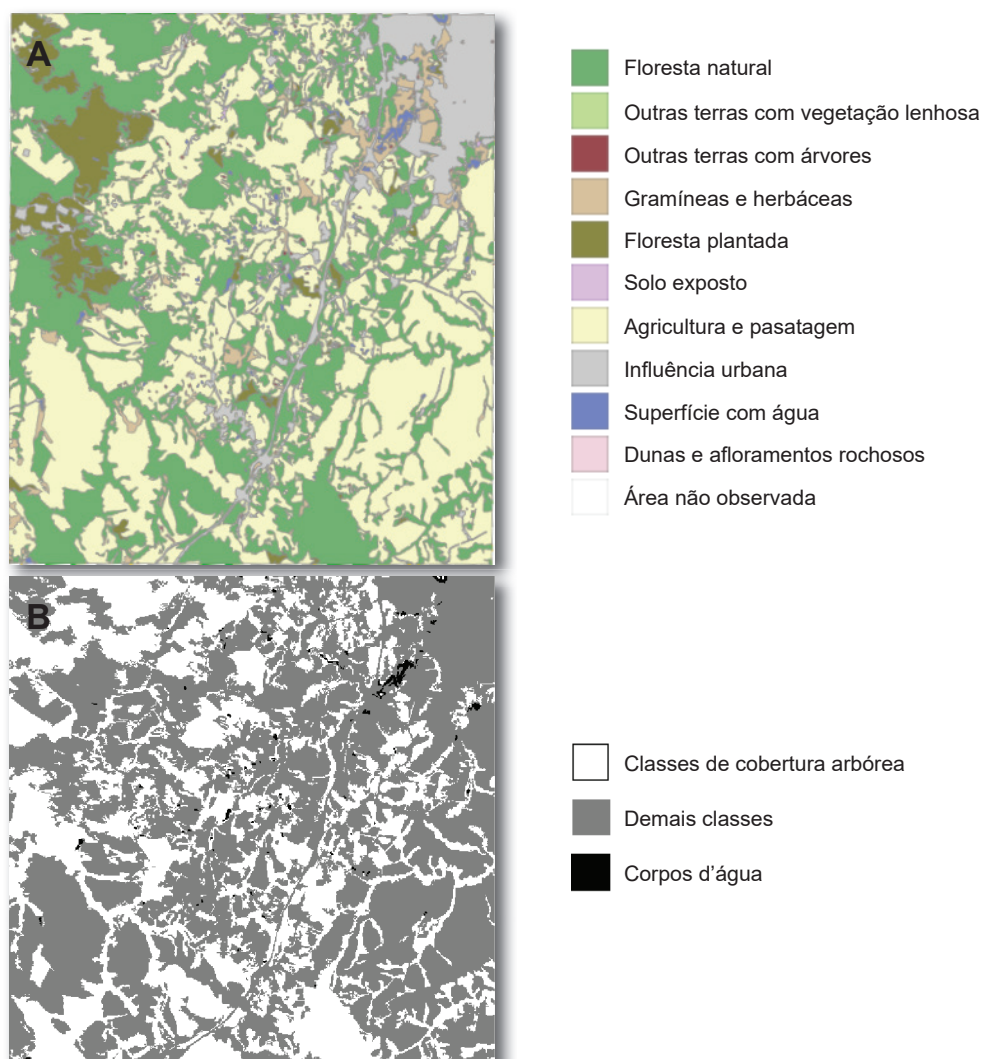 A
Floresta natural
Outras terras com vegetação lenhosa
Outras terras com árvores
Gramíneas e herbáceas
Floresta plantada
Solo exposto
Agricultura e pasatagem
Influência urbana
Superfície com água
Dunas e afloramentos rochosos
Área não observada
B
Classes de cobertura arbórea
Demais classes
Corpos d’água